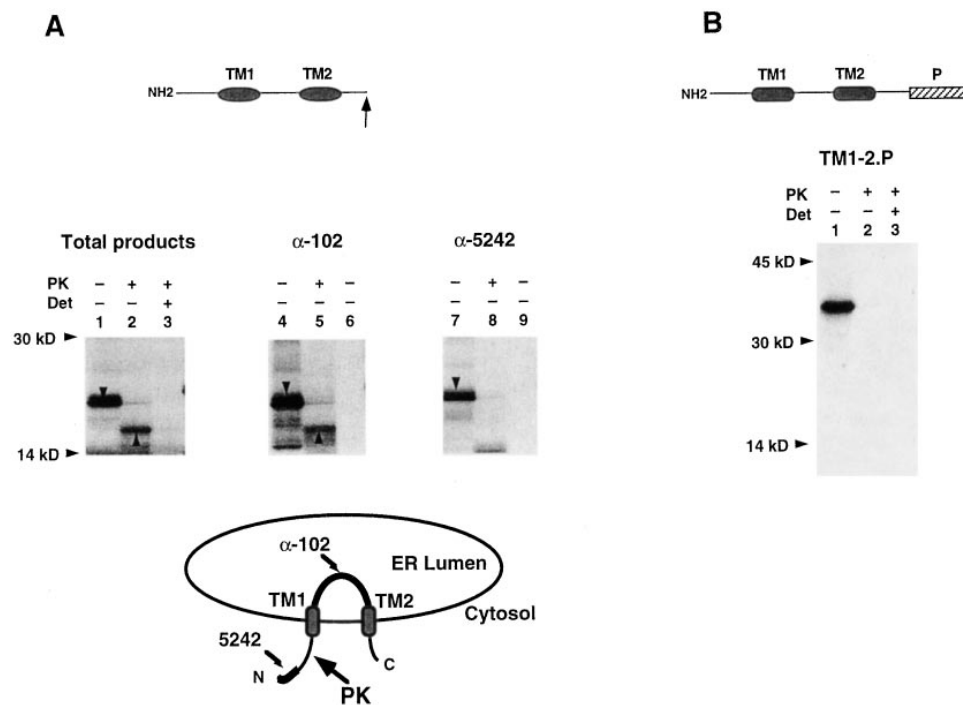 A
TM1 TM2
NH2
Total products α-102 α-5242
PK – + + – + – – + –
Det – – + – – – – – –
1 2 3 4 5 6 7 8 9
30 kD
14 kD
α-102
ER Lumen
TM1 TM2
Cytosol
5242
N C
PK
B
TM1 TM2 P
NH2
TM1-2.P
PK – + +
Det – – +
1 2 3
45 kD
30 kD
14 kD